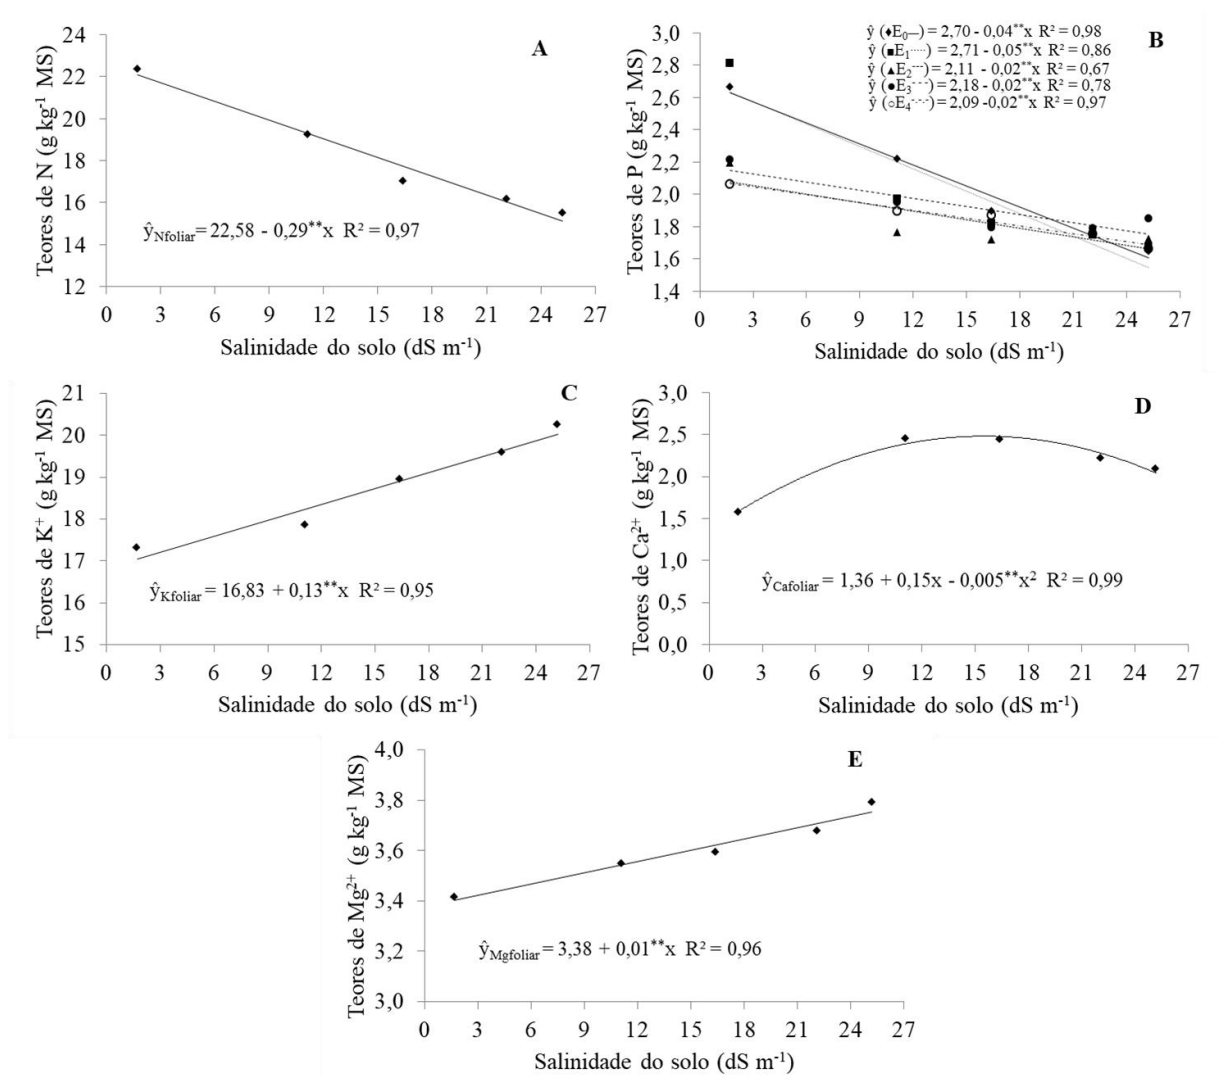 A
24
22
20
18
16
14
12
Teores de N (g kg⁻¹ MS)
ŷNfoliar = 22,58 - 0,29**x R² = 0,97
0 3 6 9 12 15 18 21 24 27
Salinidade do solo (dS m⁻¹)
B
ŷ (♦E₀—) = 2,70 - 0,04**x R² = 0,98
ŷ (■E₁·····) = 2,71 - 0,05**x R² = 0,86
ŷ (▲E₂---) = 2,11 - 0,02**x R² = 0,67
ŷ (●E₃----) = 2,18 - 0,02**x R² = 0,78
ŷ (○E₄-·-·) = 2,09 -0,02**x R² = 0,97
3,0
2,8
2,6
2,4
2,2
2,0
1,8
1,6
1,4
Teores de P (g kg⁻¹ MS)
0 3 6 9 12 15 18 21 24 27
Salinidade do solo (dS m⁻¹)
C
21
20
19
18
17
16
15
Teores de K⁺ (g kg⁻¹ MS)
ŷKfoliar = 16,83 + 0,13**x R² = 0,95
0 3 6 9 12 15 18 21 24 27
Salinidade do solo (dS m⁻¹)
D
3,0
2,5
2,0
1,5
1,0
0,5
0,0
Teores de Ca²⁺ (g kg⁻¹ MS)
ŷCafoliar = 1,36 + 0,15x - 0,005**x² R² = 0,99
0 3 6 9 12 15 18 21 24 27
Salinidade do solo (dS m⁻¹)
E
4,0
3,8
3,6
3,4
3,2
3,0
Teores de Mg²⁺ (g kg⁻¹ MS)
ŷMgfoliar = 3,38 + 0,01**x R² = 0,96
0 3 6 9 12 15 18 21 24 27
Salinidade do solo (dS m⁻¹)